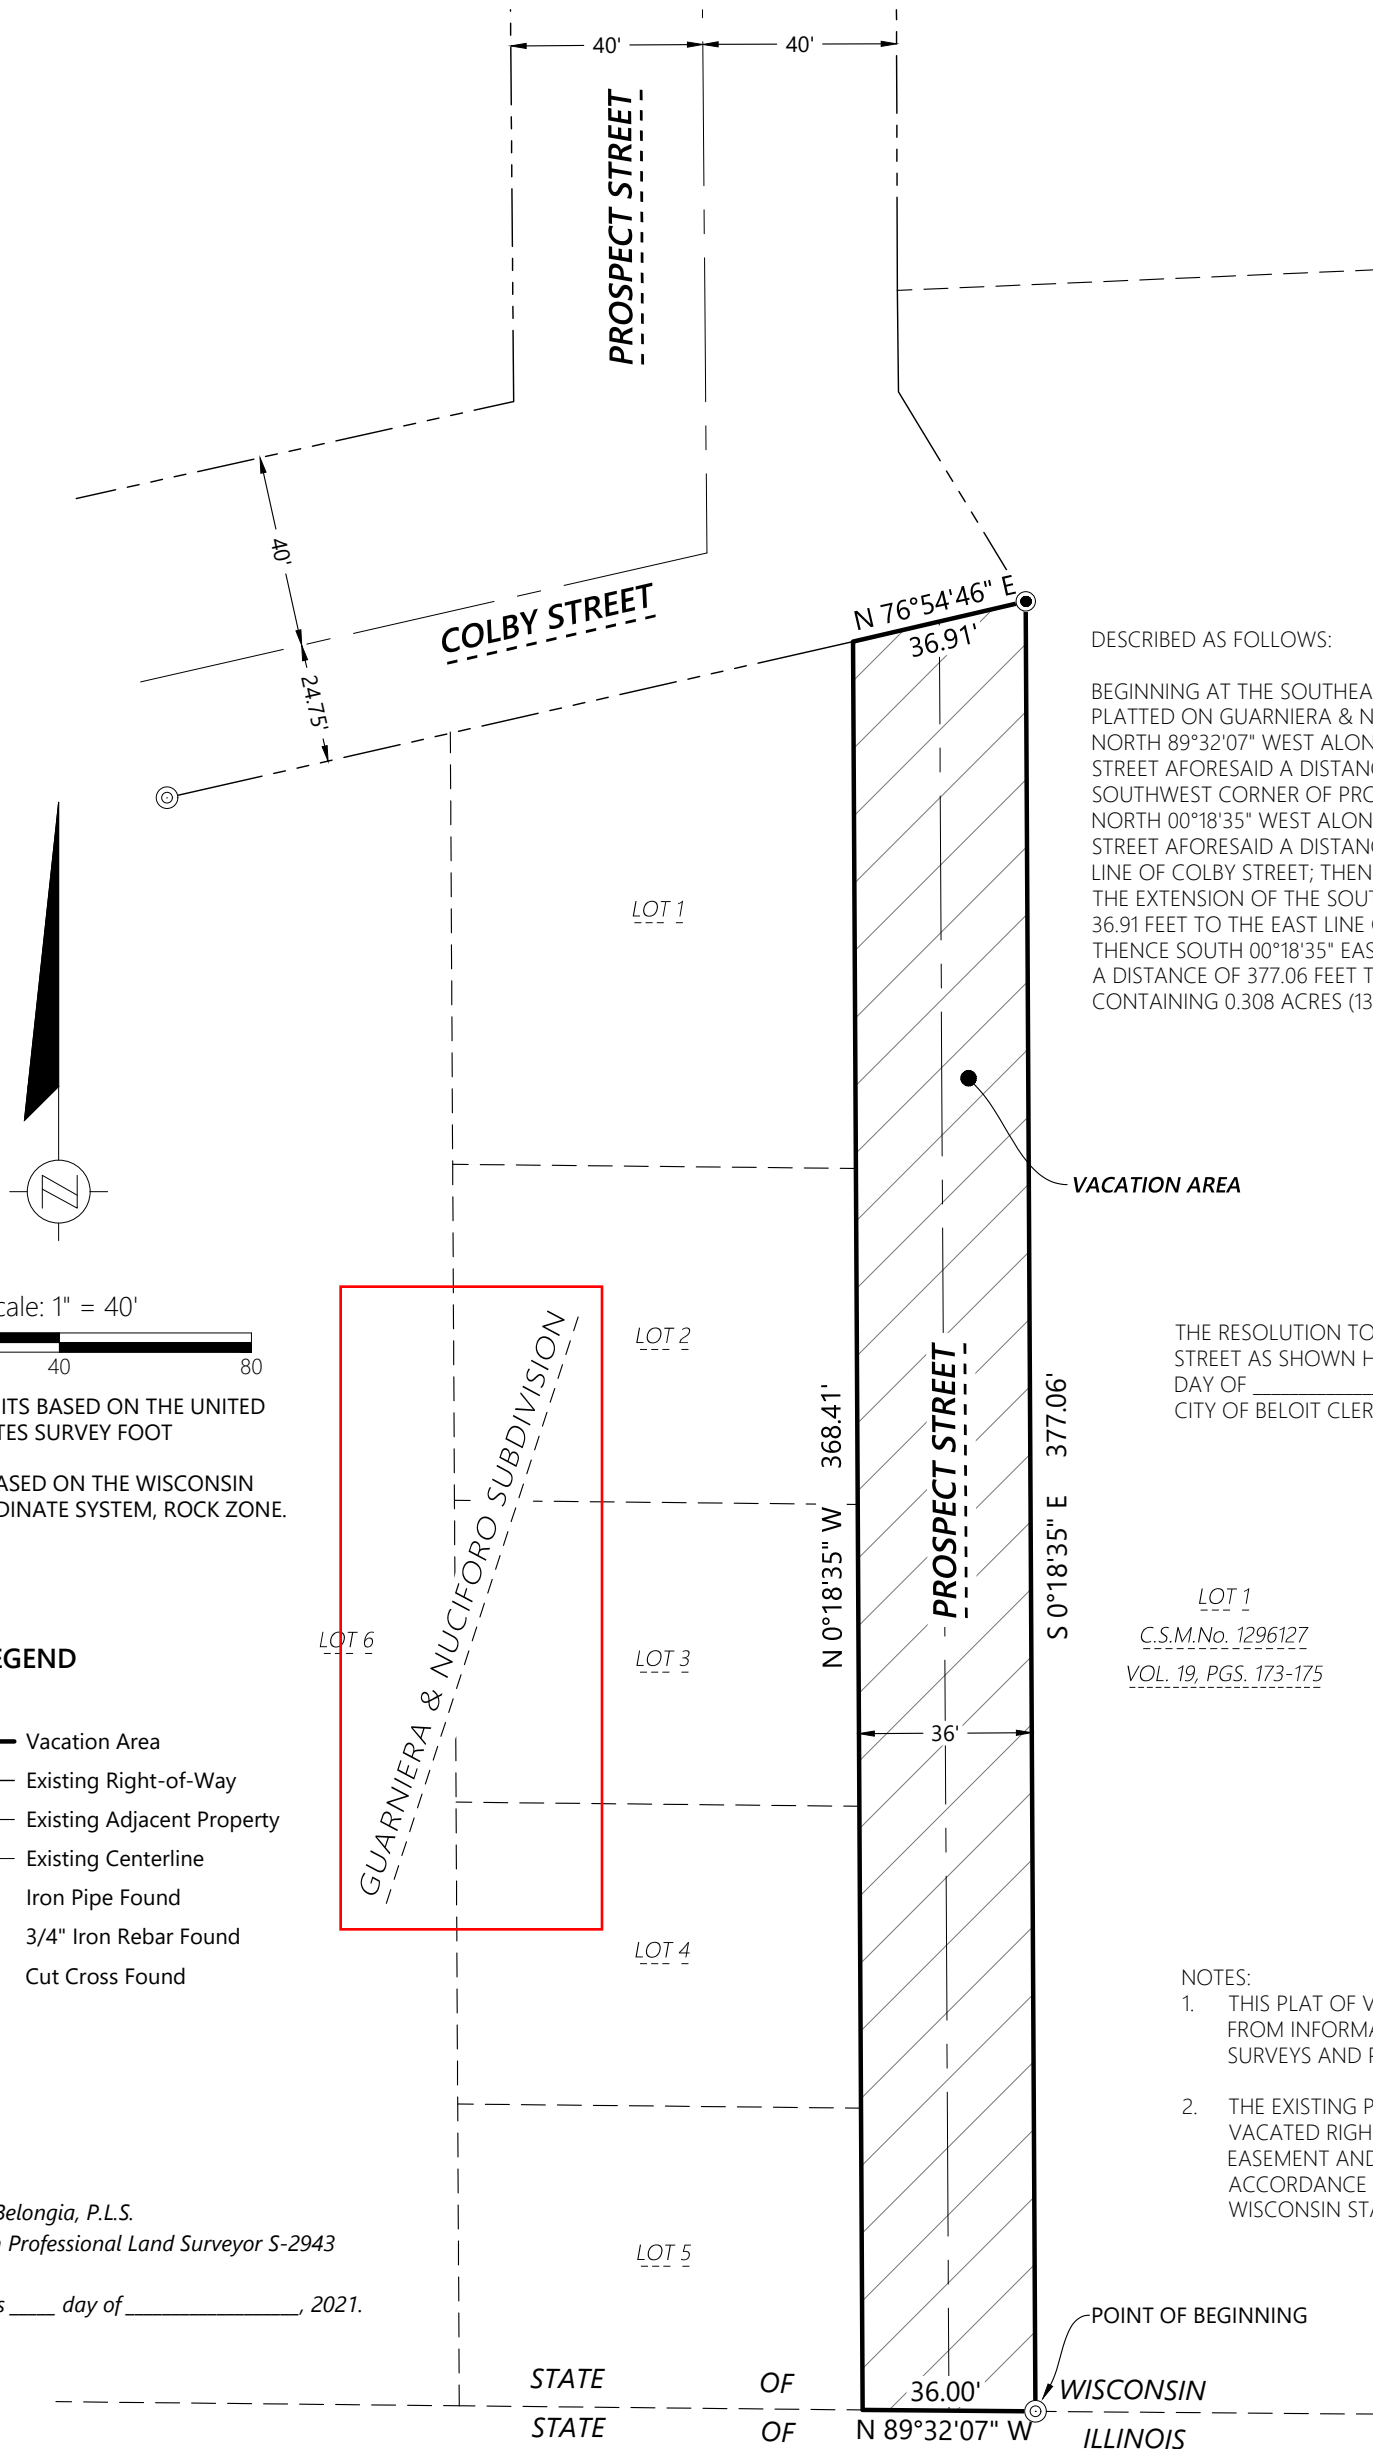 40'
40'
PROSPECT STREET
40'
COLBY STREET
24.75'
N 76°54'46" E
36.91'
DESCRIBED AS FOLLOWS:
BEGINNING AT THE SOUTHEA
PLATTED ON GUARNIERA & N
NORTH 89°32'07" WEST ALON
STREET AFORESAID A DISTANC
SOUTHWEST CORNER OF PRO
NORTH 00°18'35" WEST ALON
STREET AFORESAID A DISTANC
LINE OF COLBY STREET; THEN
THE EXTENSION OF THE SOUT
36.91 FEET TO THE EAST LINE
THENCE SOUTH 00°18'35" EAS
A DISTANCE OF 377.06 FEET T
CONTAINING 0.308 ACRES (13
LOT 1
VACATION AREA
N
cale: 1" = 40'
40 80
ITS BASED ON THE UNITED
TES SURVEY FOOT
ASED ON THE WISCONSIN
DINATE SYSTEM, ROCK ZONE.
LOT 2
GUARNIERA & NUCIFORO SUBDIVISION
N 0°18'35" W 368.41'
PROSPECT STREET
S 0°18'35" E 377.06'
THE RESOLUTION TO
STREET AS SHOWN H
DAY OF
CITY OF BELOIT CLER
LOT 6
LOT 3
LOT 1
C.S.M.No. 1296127
VOL. 19, PGS. 173-175
36'
EGEND
Vacation Area
Existing Right-of-Way
Existing Adjacent Property
Existing Centerline
Iron Pipe Found
3/4" Iron Rebar Found
Cut Cross Found
LOT 4
NOTES:
1. THIS PLAT OF V
FROM INFORMA
SURVEYS AND
2. THE EXISTING P
VACATED RIGH
EASEMENT AND
ACCORDANCE
WISCONSIN STA
Belongia, P.L.S.
n Professional Land Surveyor S-2943
s ____ day of ________________, 2021.
LOT 5
POINT OF BEGINNING
STATE OF WISCONSIN
36.00'
STATE OF ILLINOIS
N 89°32'07" W